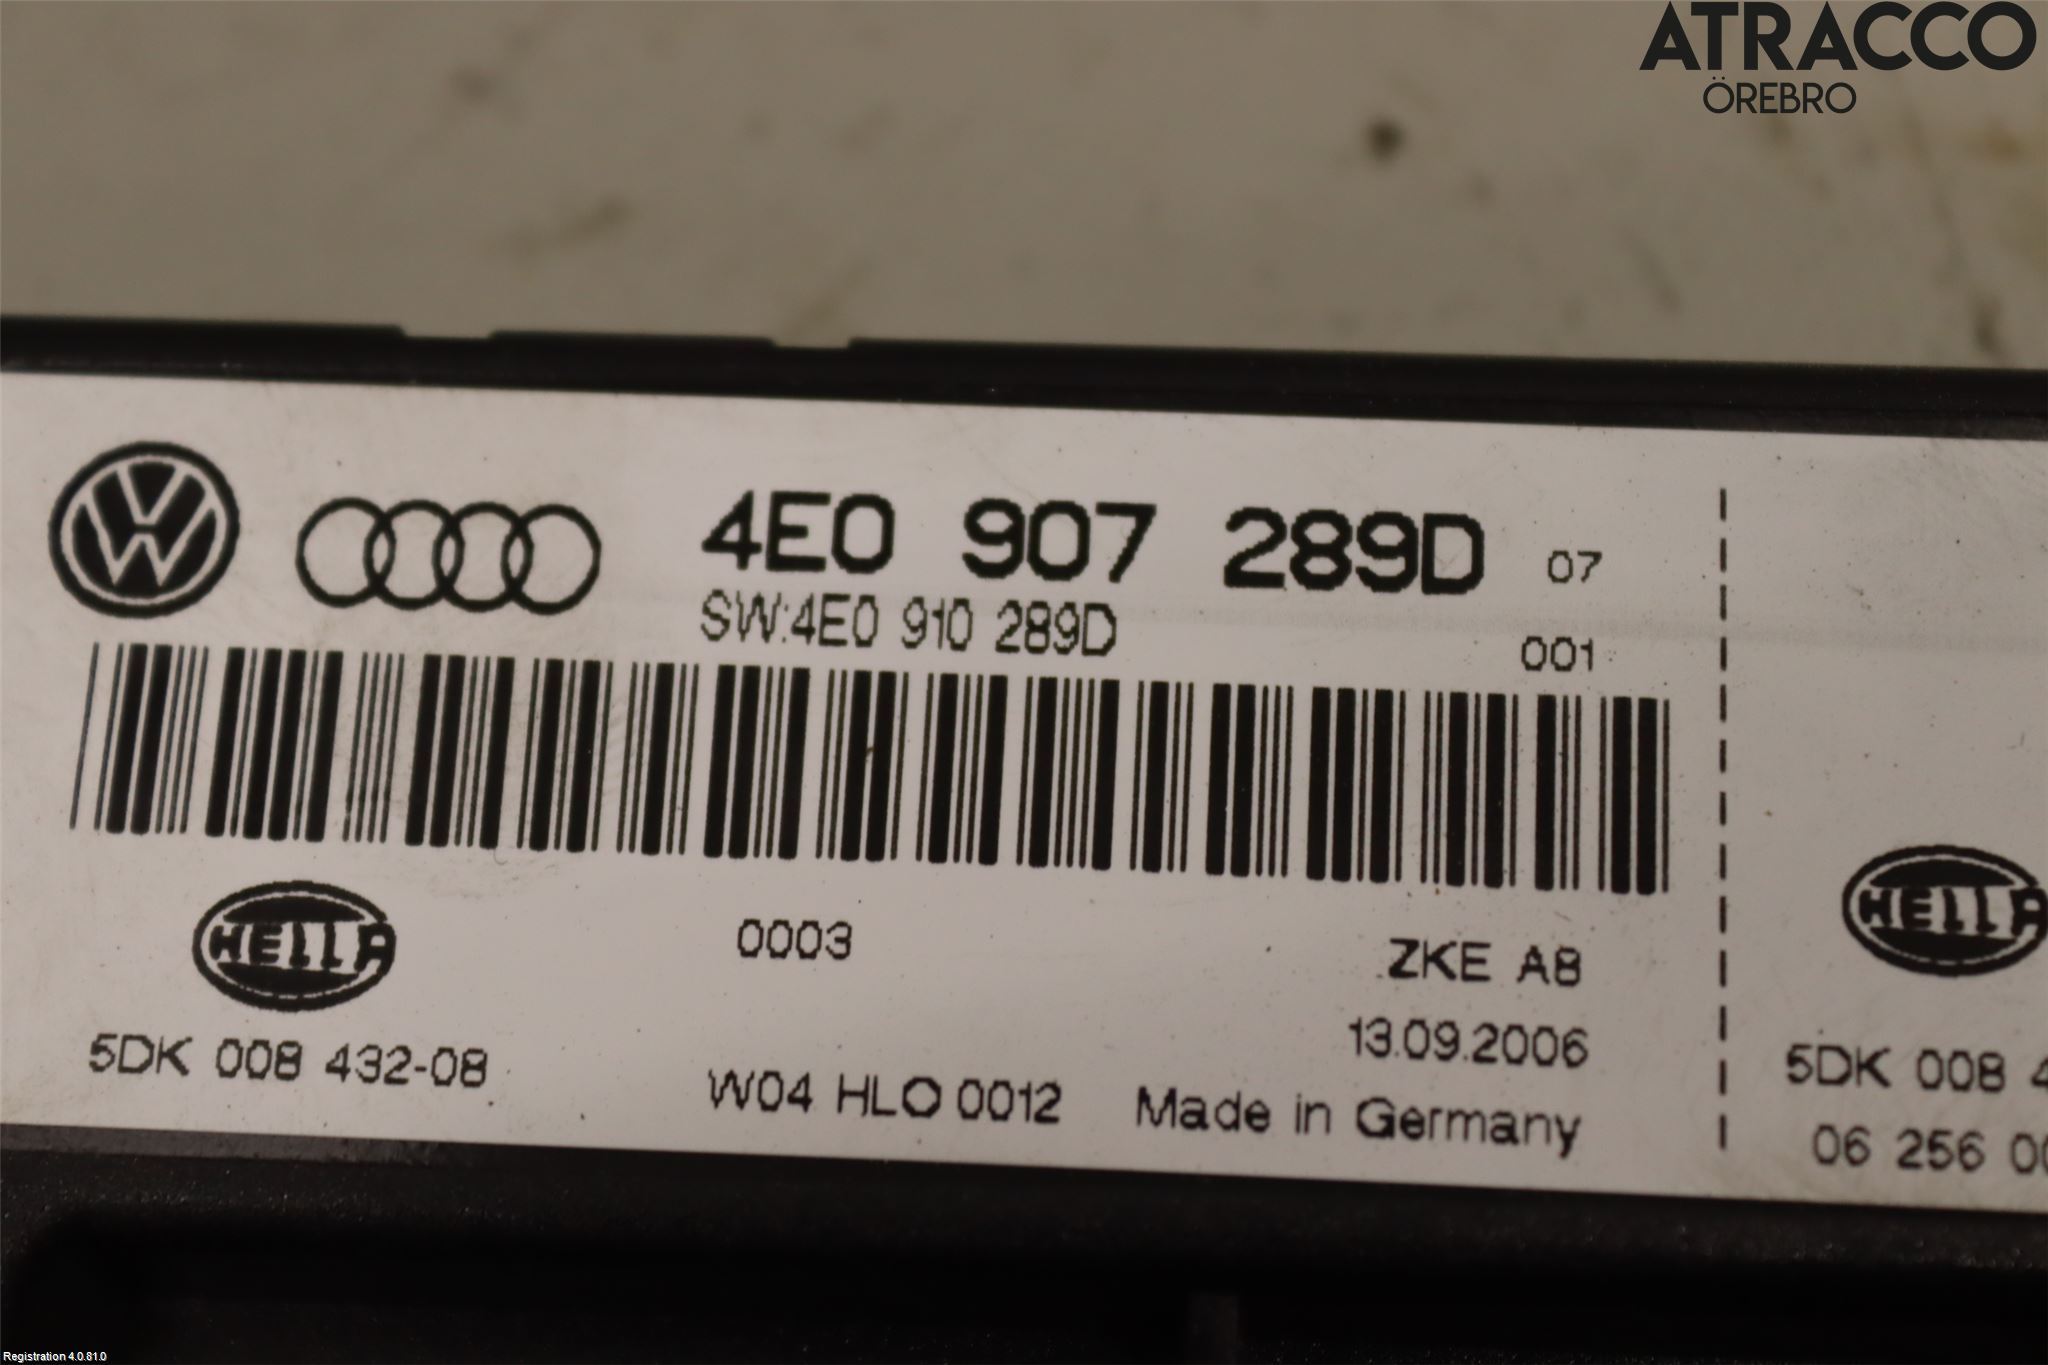 ATRACCO
ÖREBRO
4E0 907 289D 07
SW:4E0 910 289D
001
HELLA
0003
ZKE A8
5DK 008 432-08
13.09.2006
W04 HLO 0012
Made in Germany
HELLA
5DK 008 4
06 256 00
Registration 4.0.81.0